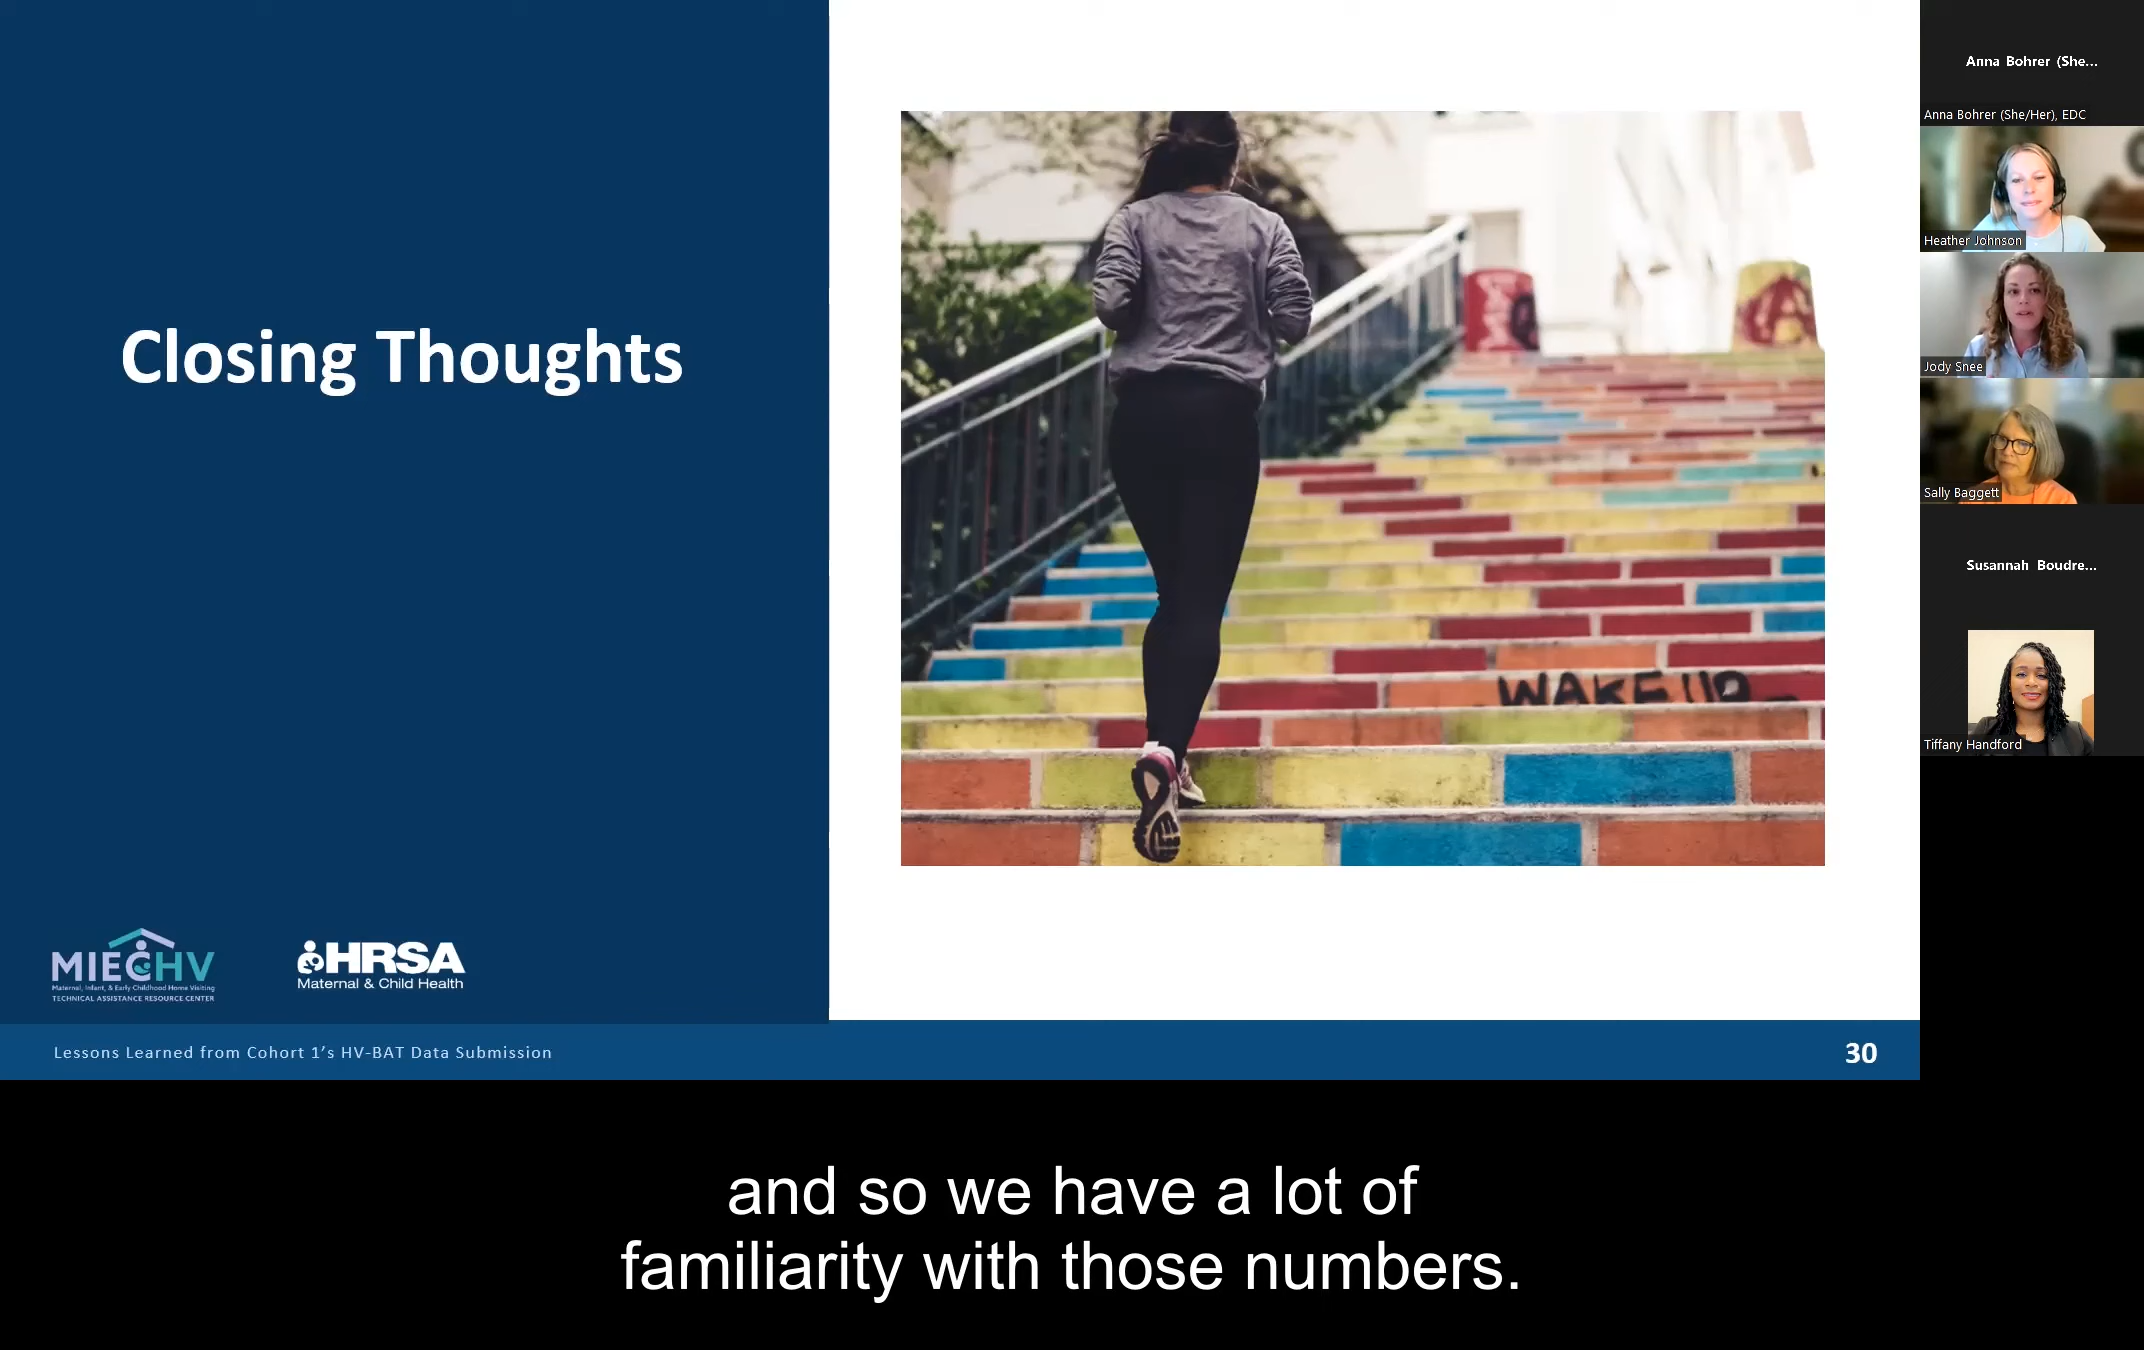 Closing Thoughts
WAKE UP
MIECHV
Maternal, Infant, & Early Childhood Home Visiting
TECHNICAL ASSISTANCE RESOURCE CENTER
HRSA
Maternal & Child Health
Lessons Learned from Cohort 1's HV-BAT Data Submission
30
Anna Bohrer (She...
Anna Bohrer (She/Her), EDC
Heather Johnson
Jody Snee
Sally Baggett
Susannah Boudre...
Tiffany Handford
and so we have a lot of
familiarity with those numbers.